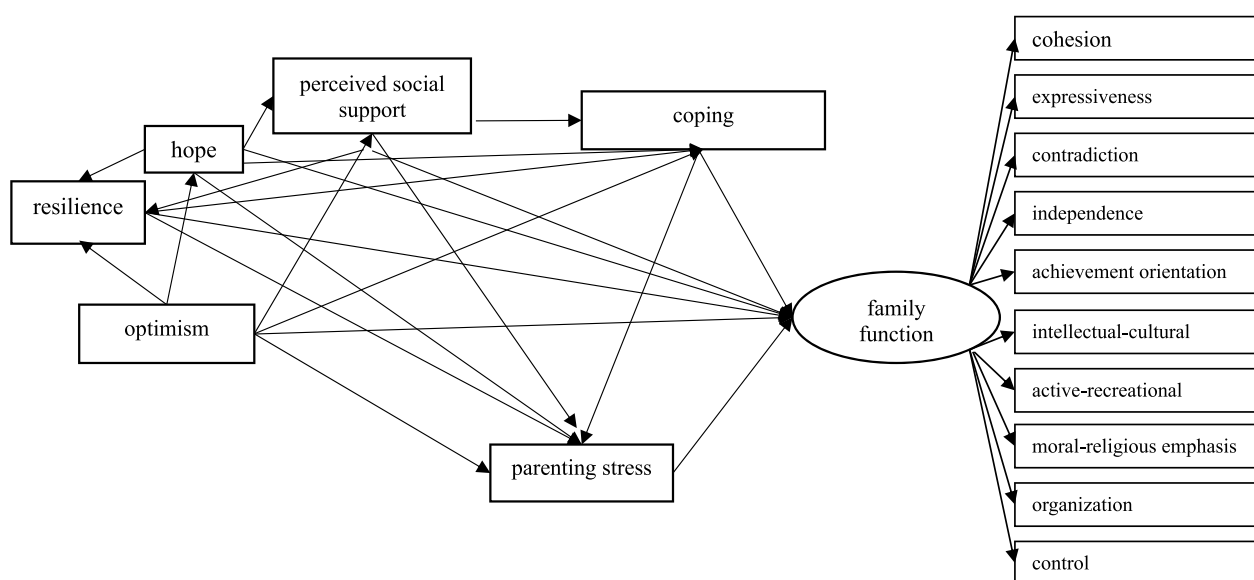 perceived social
support
coping
hope
resilience
optimism
parenting stress
family
function
cohesion
expressiveness
contradiction
independence
achievement orientation
intellectual-cultural
active-recreational
moral-religious emphasis
organization
control